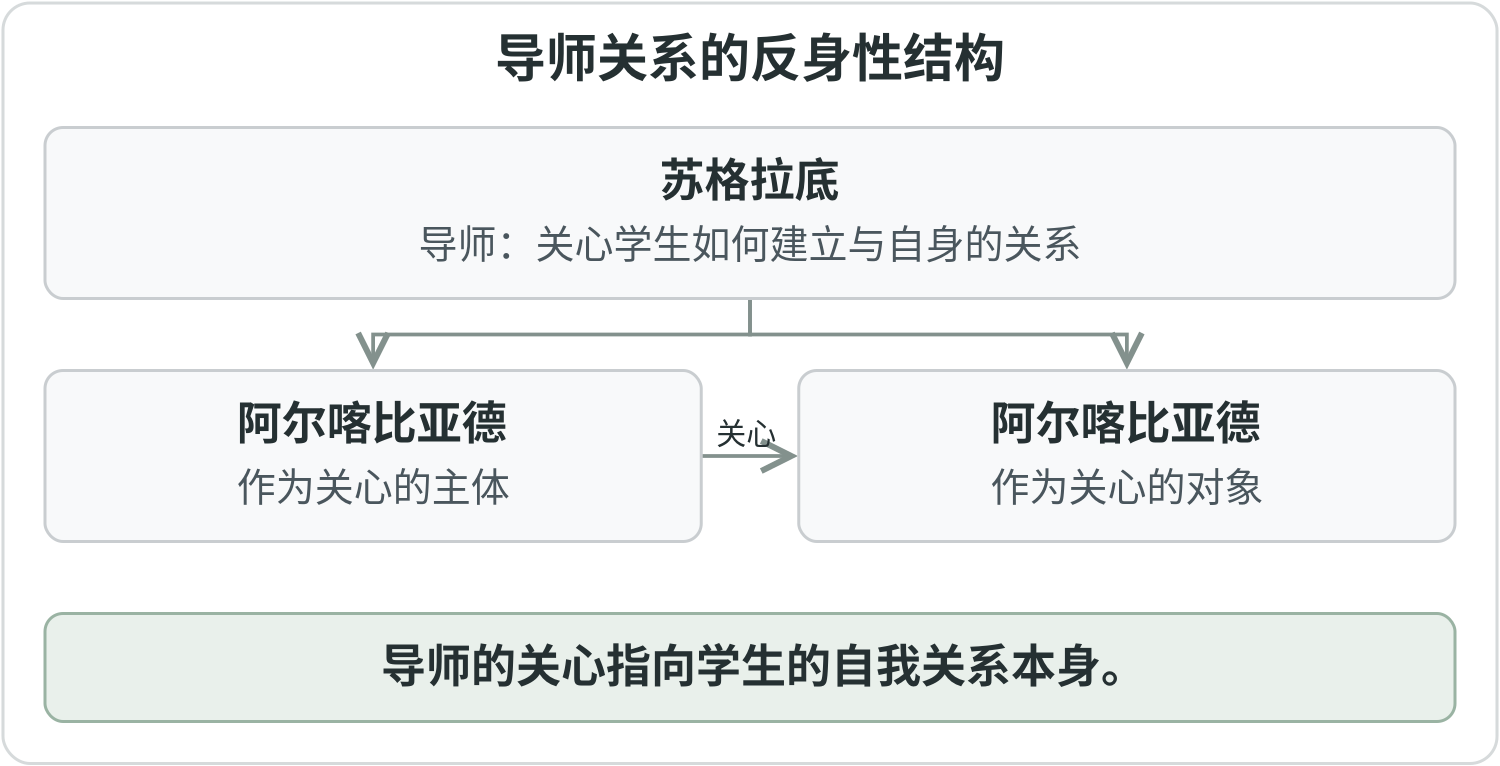 导师关系的反身性结构
苏格拉底
导师：关心学生如何建立与自身的关系
阿尔喀比亚德
作为关心的主体
关心
阿尔喀比亚德
作为关心的对象
导师的关心指向学生的自我关系本身。